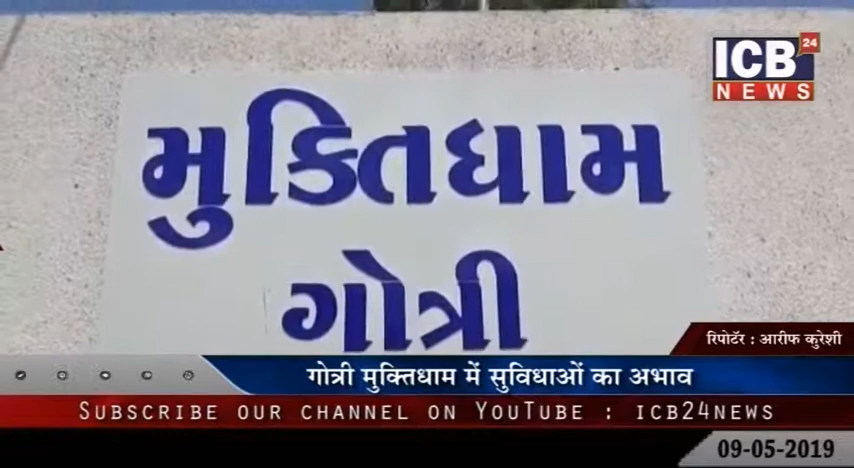 ICB 24
NEWS
મુક્તિધામ
ગોત્રી
रिपोर्टर : आरीफ कुरेशी
गोत्री मुक्तिधाम में सुविधाओं का अभाव
SUBSCRIBE OUR CHANNEL ON YOUTUBE : ICB24NEWS
09-05-2019